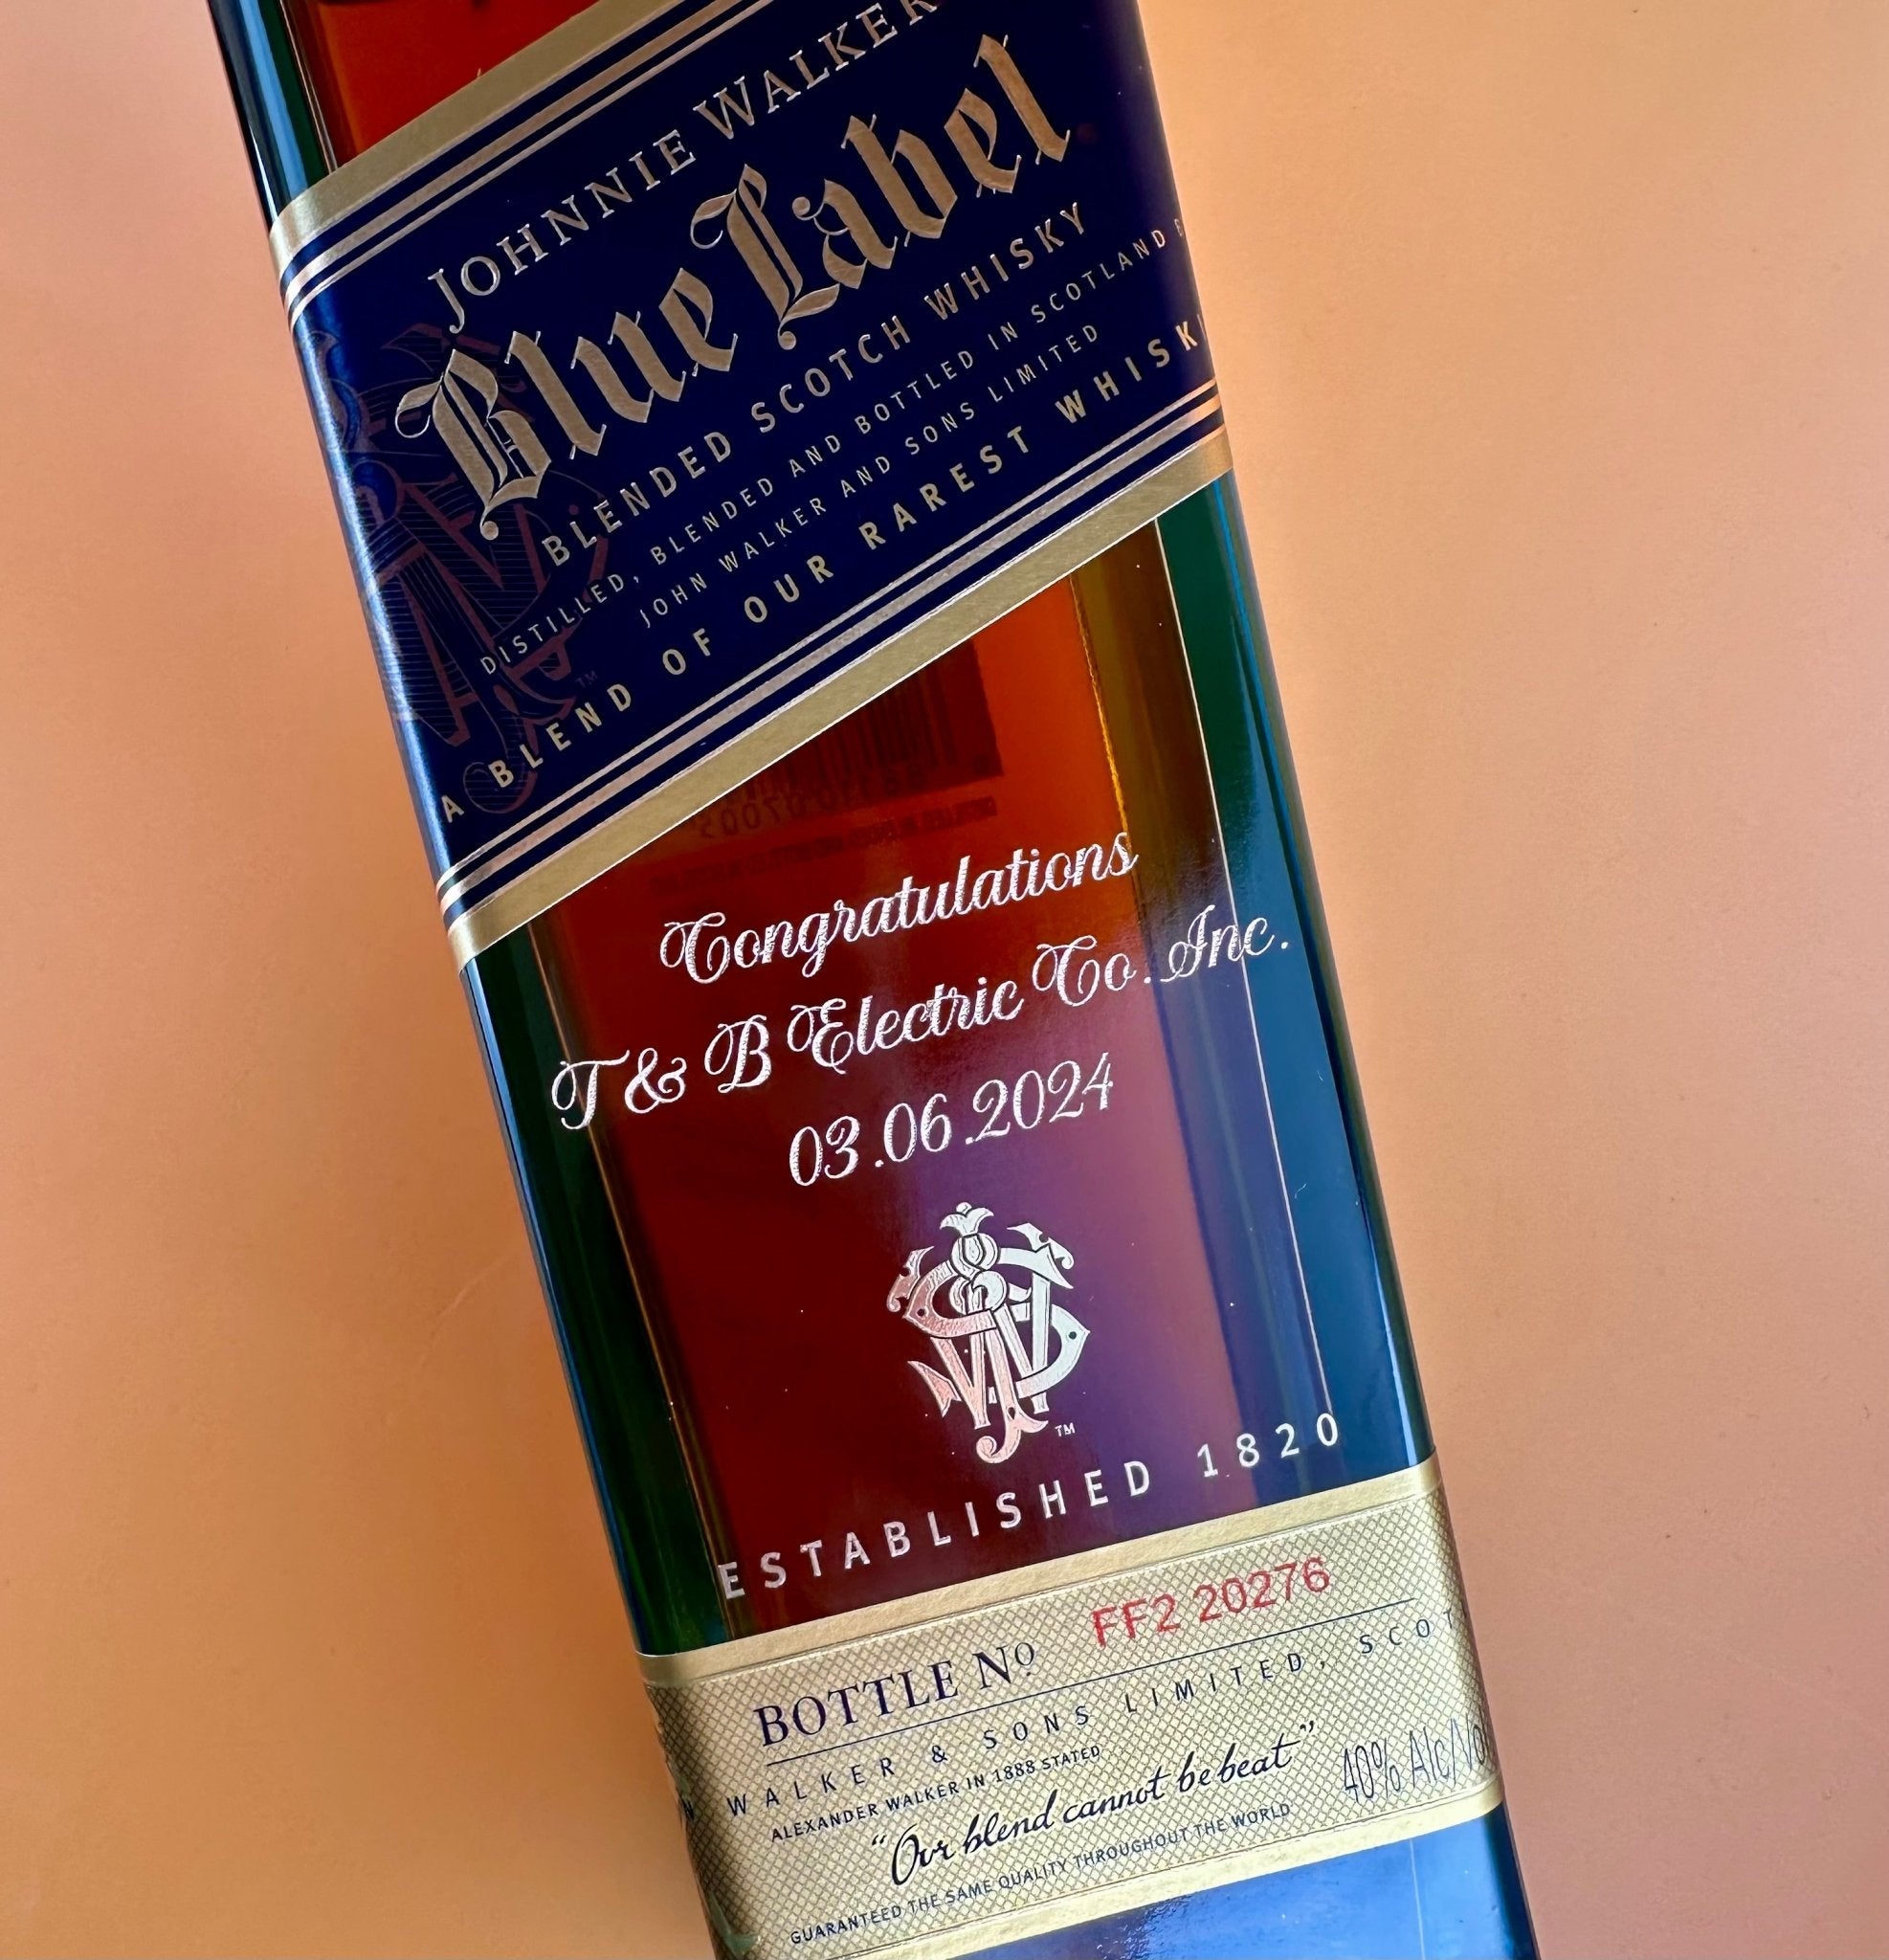 JOHNNIE WALKER
Blue Label
BLENDED SCOTCH WHISKY
DISTILLED, BLENDED AND BOTTLED IN SCOTLAND
JOHN WALKER AND SONS LIMITED
A BLEND OF OUR RAREST WHISK
TM
Congratulations
T & B Electric Co. Inc.
03.06.2024
TM
ESTABLISHED 1820
BOTTLE No FF2 20276
N WALKER & SONS LIMITED, SCOT
ALEXANDER WALKER IN 1888 STATED
“Our blend cannot be beat” 40% Alc/Vo
GUARANTEED THE SAME QUALITY THROUGHOUT THE WORLD